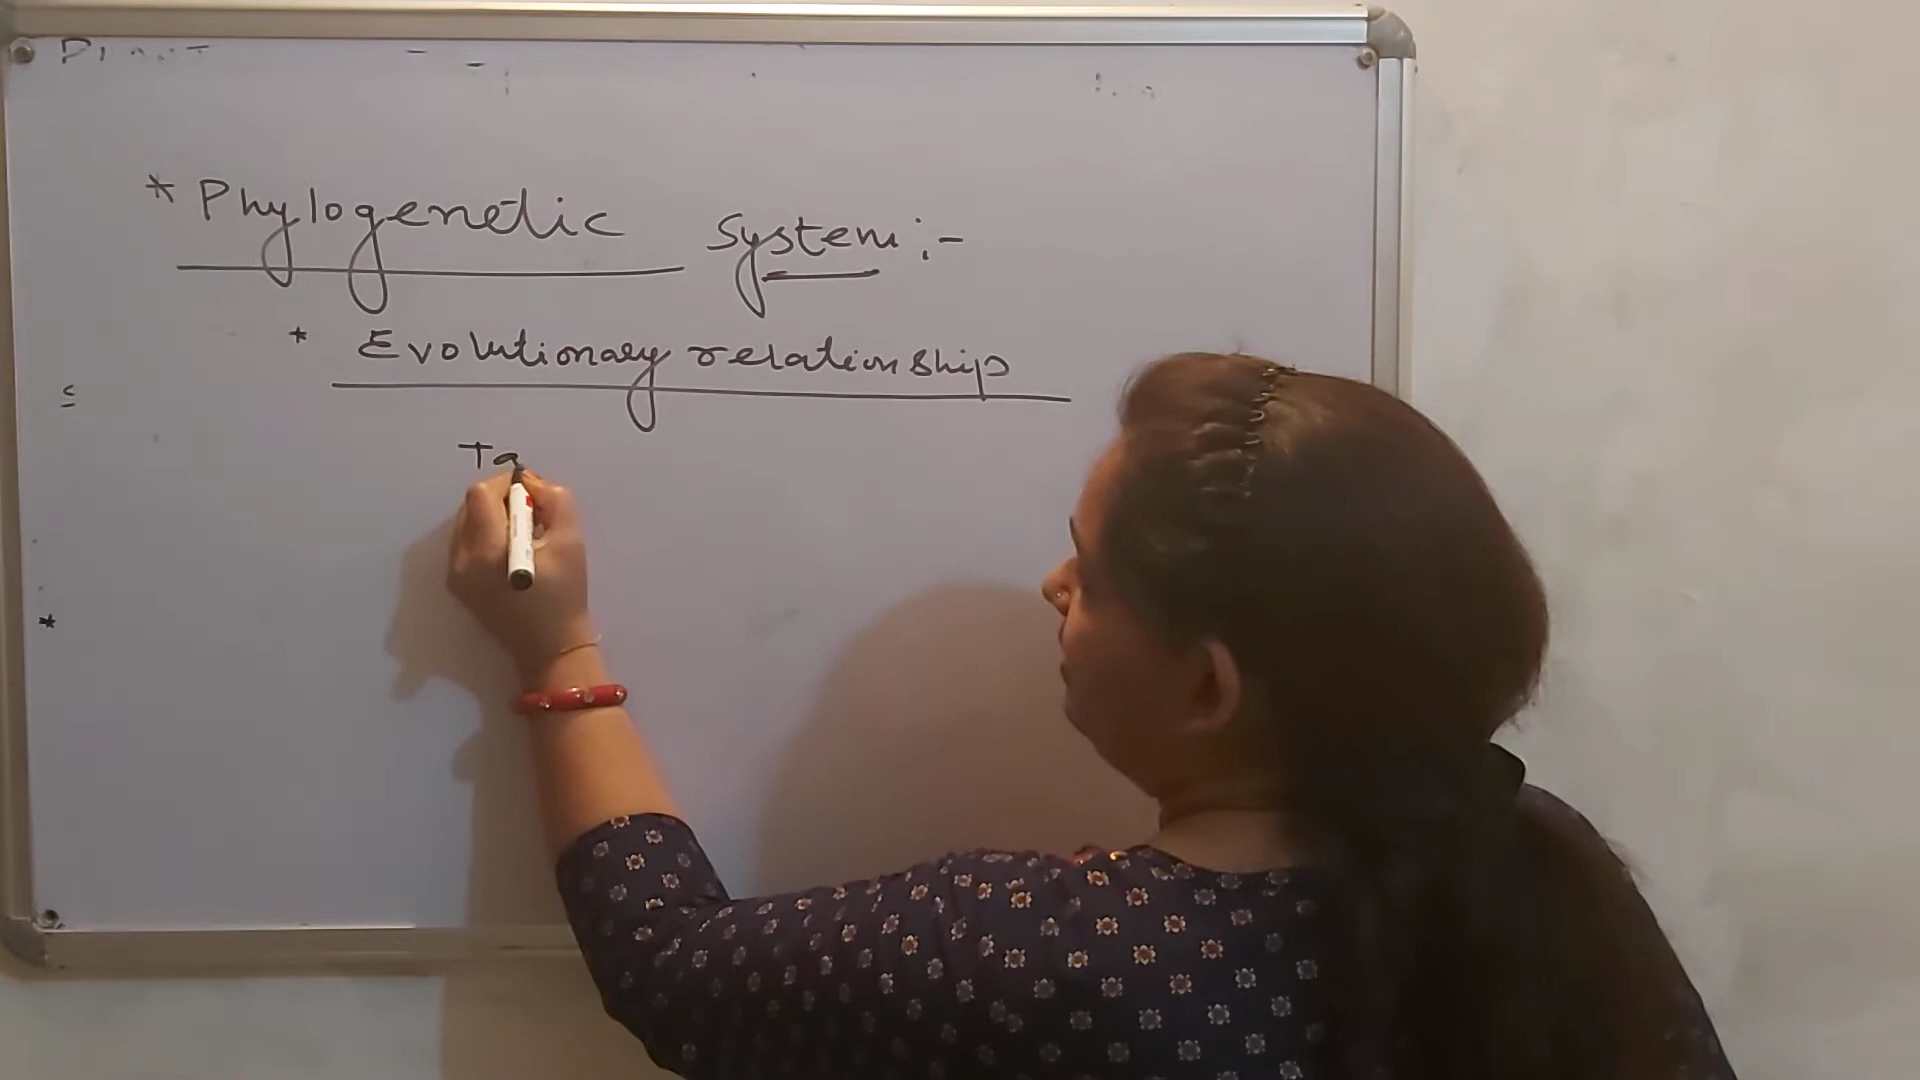 * Phylogenetic System :-
* Evolutionary relationship
Ta